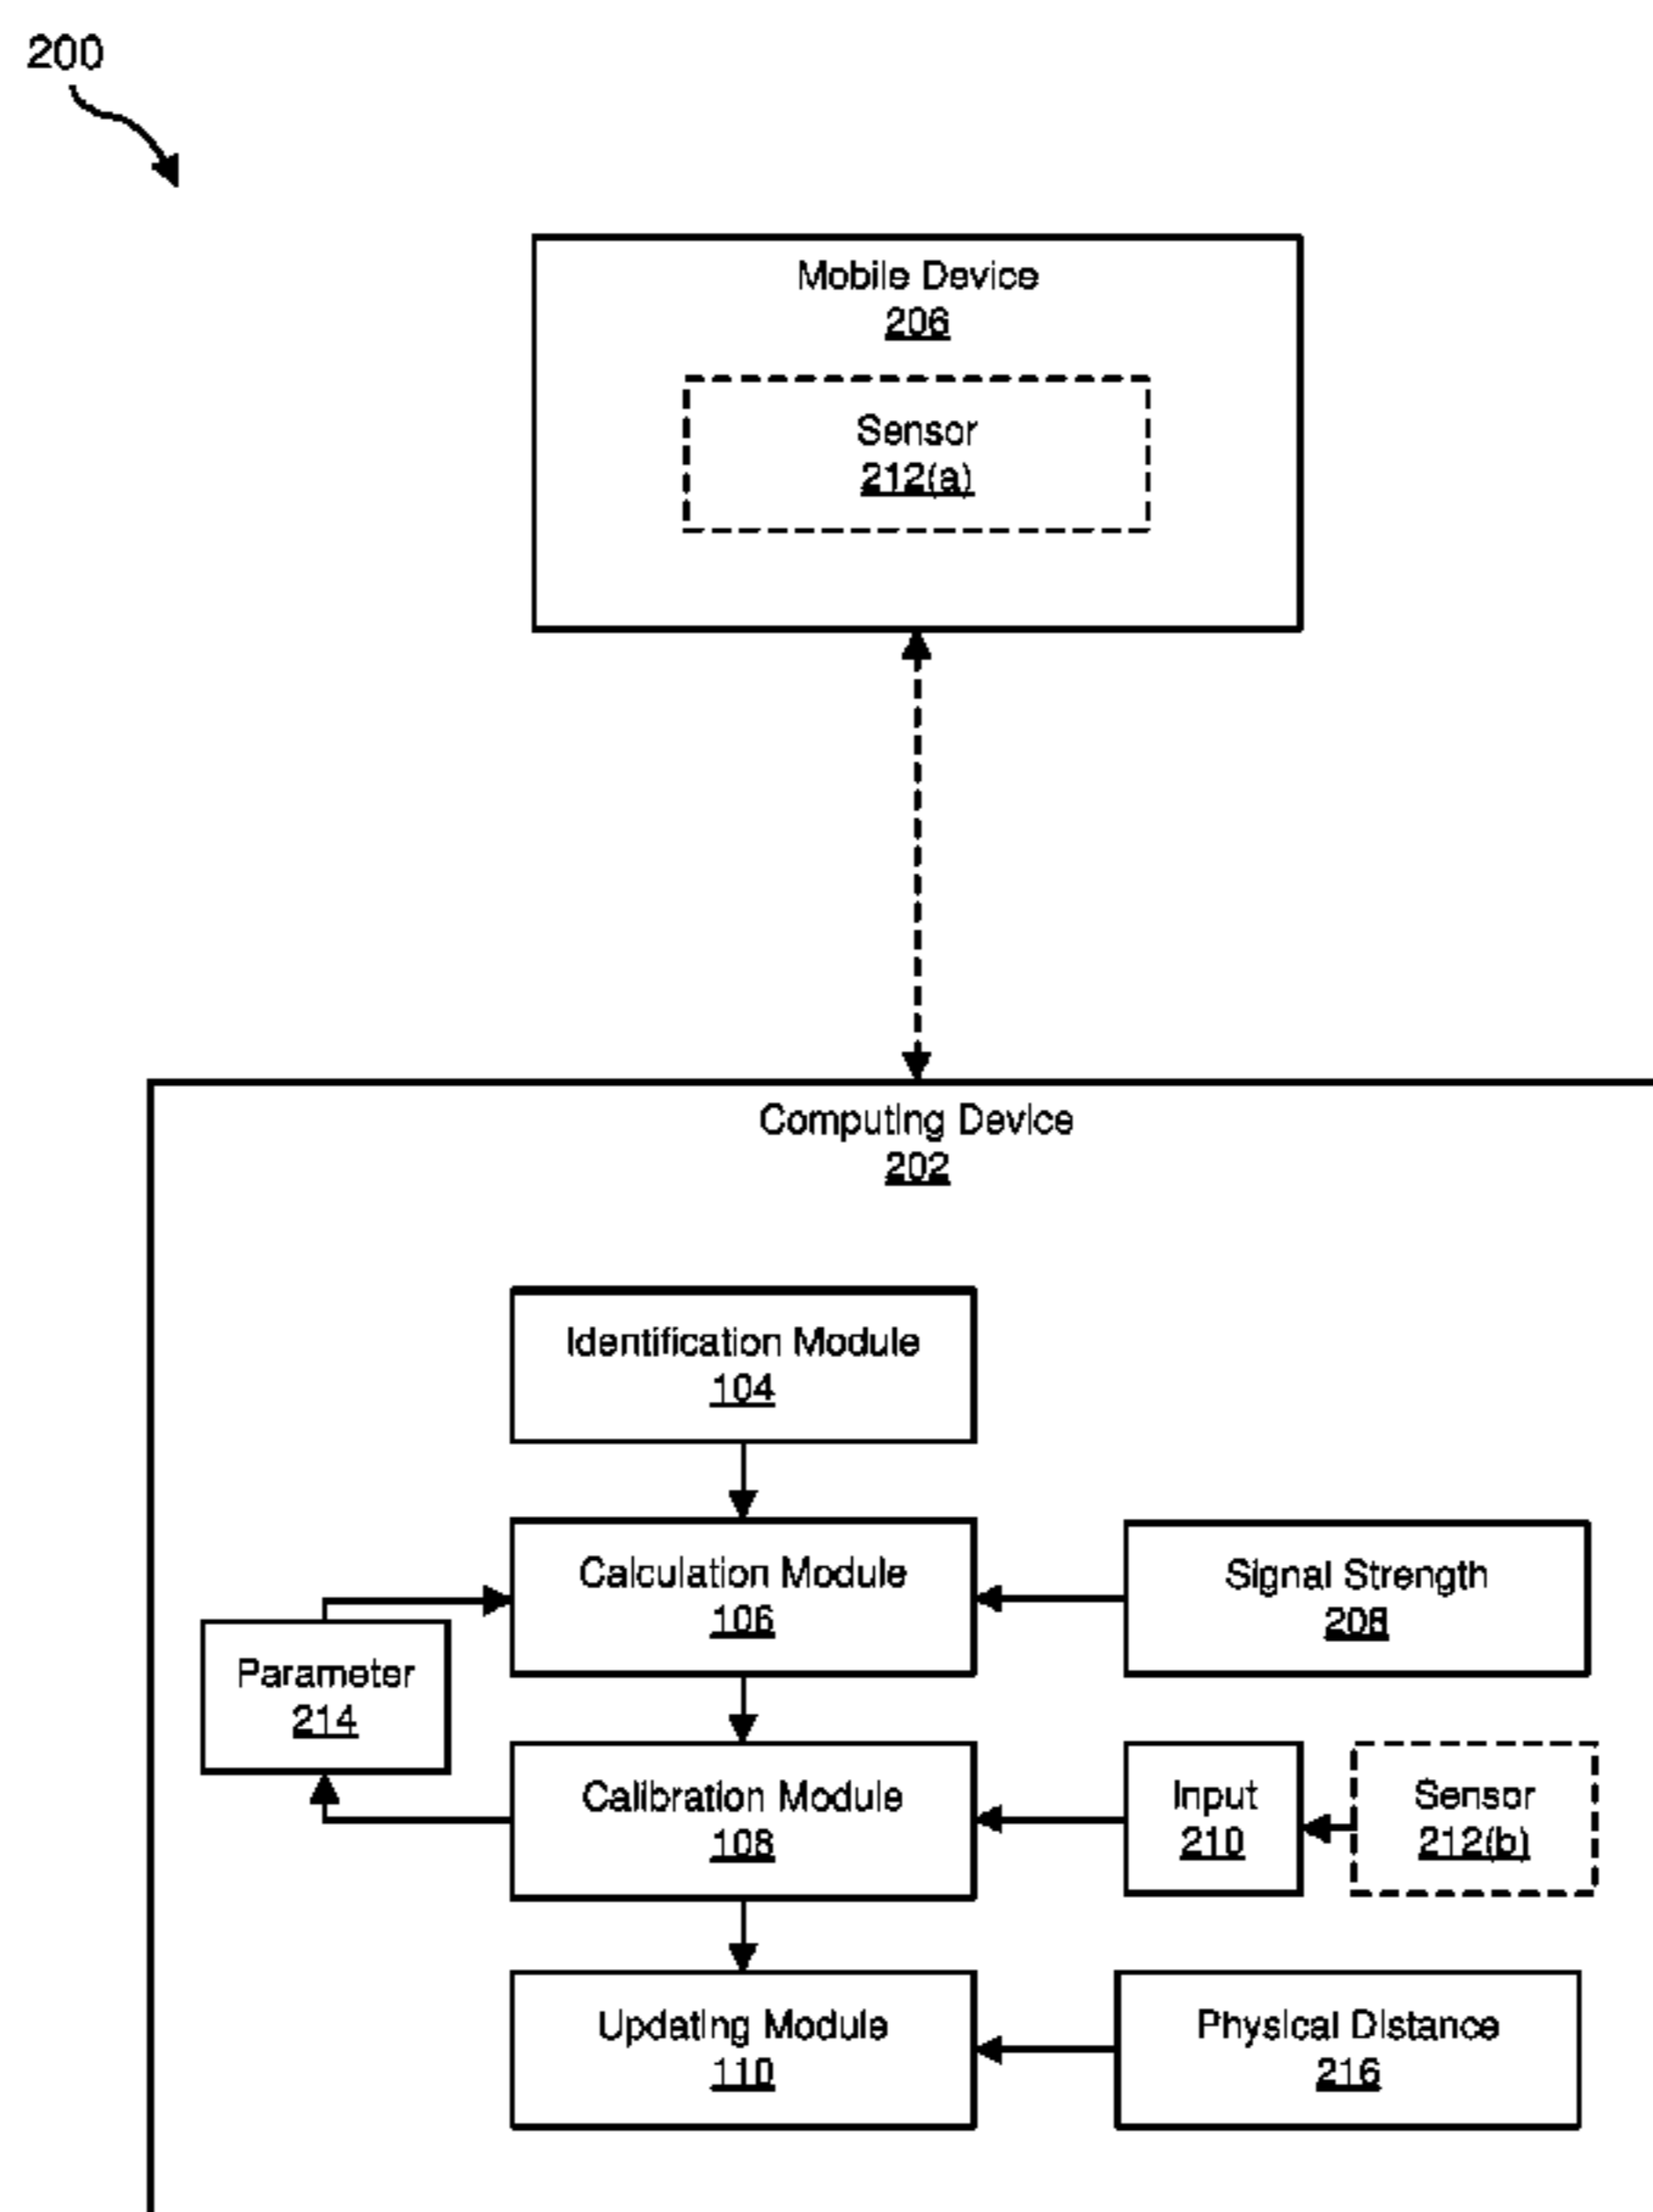 200
Mobile Device
206
Sensor
212(a)
Computing Device
202
Identification Module
104
Calculation Module
106
Signal Strength
208
Parameter
214
Calibration Module
108
Input
210
Sensor
212(b)
Updating Module
110
Physical Distance
216